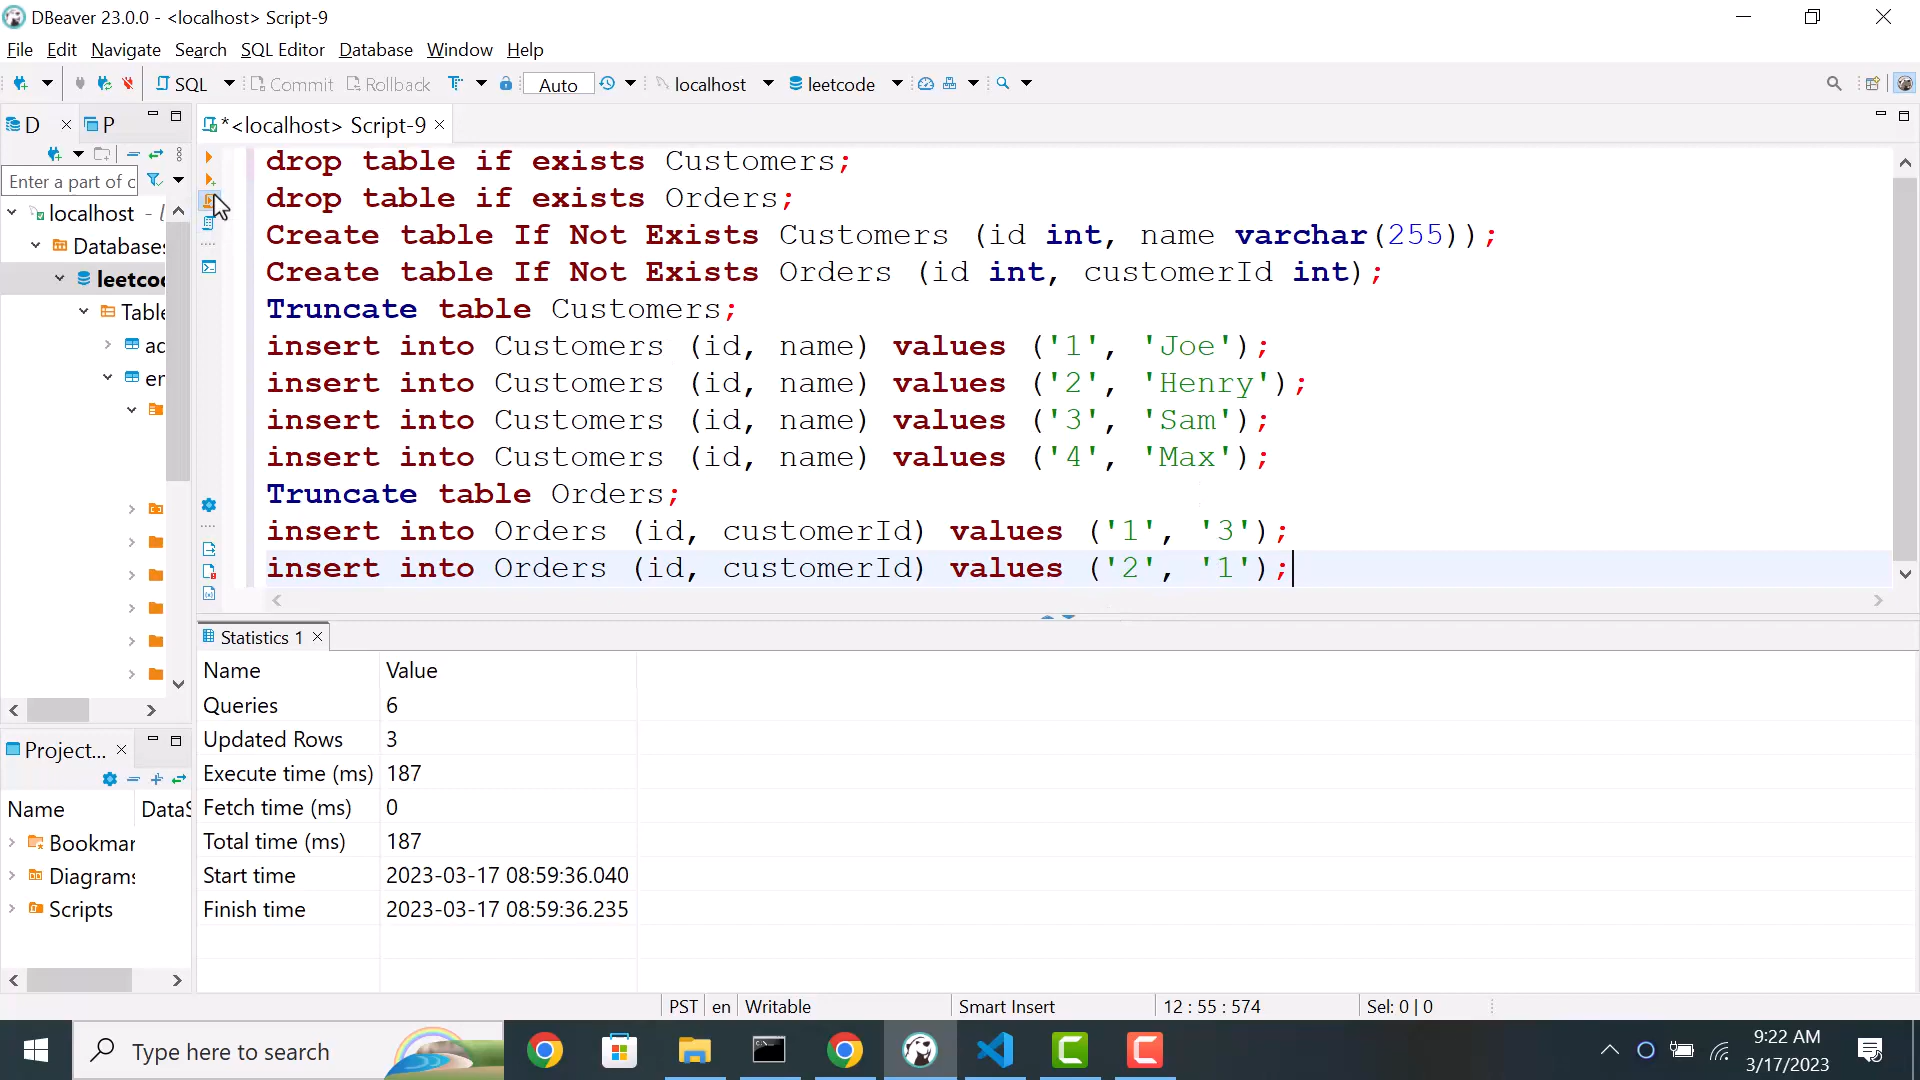 DBeaver 23.0.0 - <localhost> Script-9
File Edit Navigate Search SQL Editor Database Window Help
SQL Commit Rollback Auto localhost leetcode
D P *<localhost> Script-9
Enter a part of c
localhost - l
Databases
leetcod
Table
ac
er
drop table if exists Customers;
drop table if exists Orders;
Create table If Not Exists Customers (id int, name varchar(255));
Create table If Not Exists Orders (id int, customerId int);
Truncate table Customers;
insert into Customers (id, name) values ('1', 'Joe');
insert into Customers (id, name) values ('2', 'Henry');
insert into Customers (id, name) values ('3', 'Sam');
insert into Customers (id, name) values ('4', 'Max');
Truncate table Orders;
insert into Orders (id, customerId) values ('1', '3');
insert into Orders (id, customerId) values ('2', '1');
Project...
Name DataS
Bookmar
Diagrams
Scripts
Statistics 1
Name Value
Queries 6
Updated Rows 3
Execute time (ms) 187
Fetch time (ms) 0
Total time (ms) 187
Start time 2023-03-17 08:59:36.040
Finish time 2023-03-17 08:59:36.235
PST en Writable Smart Insert 12 : 55 : 574 Sel: 0 | 0
Type here to search
9:22 AM
3/17/2023